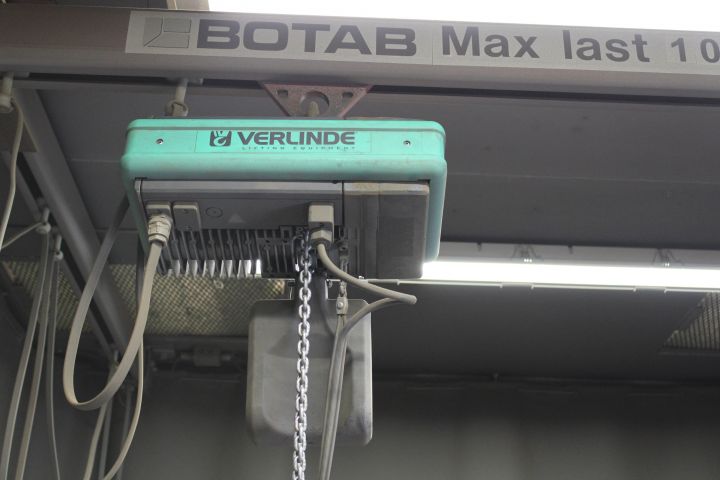 BOTAB Max last 10
VERLINDE
LIFTING EQUIPMENT